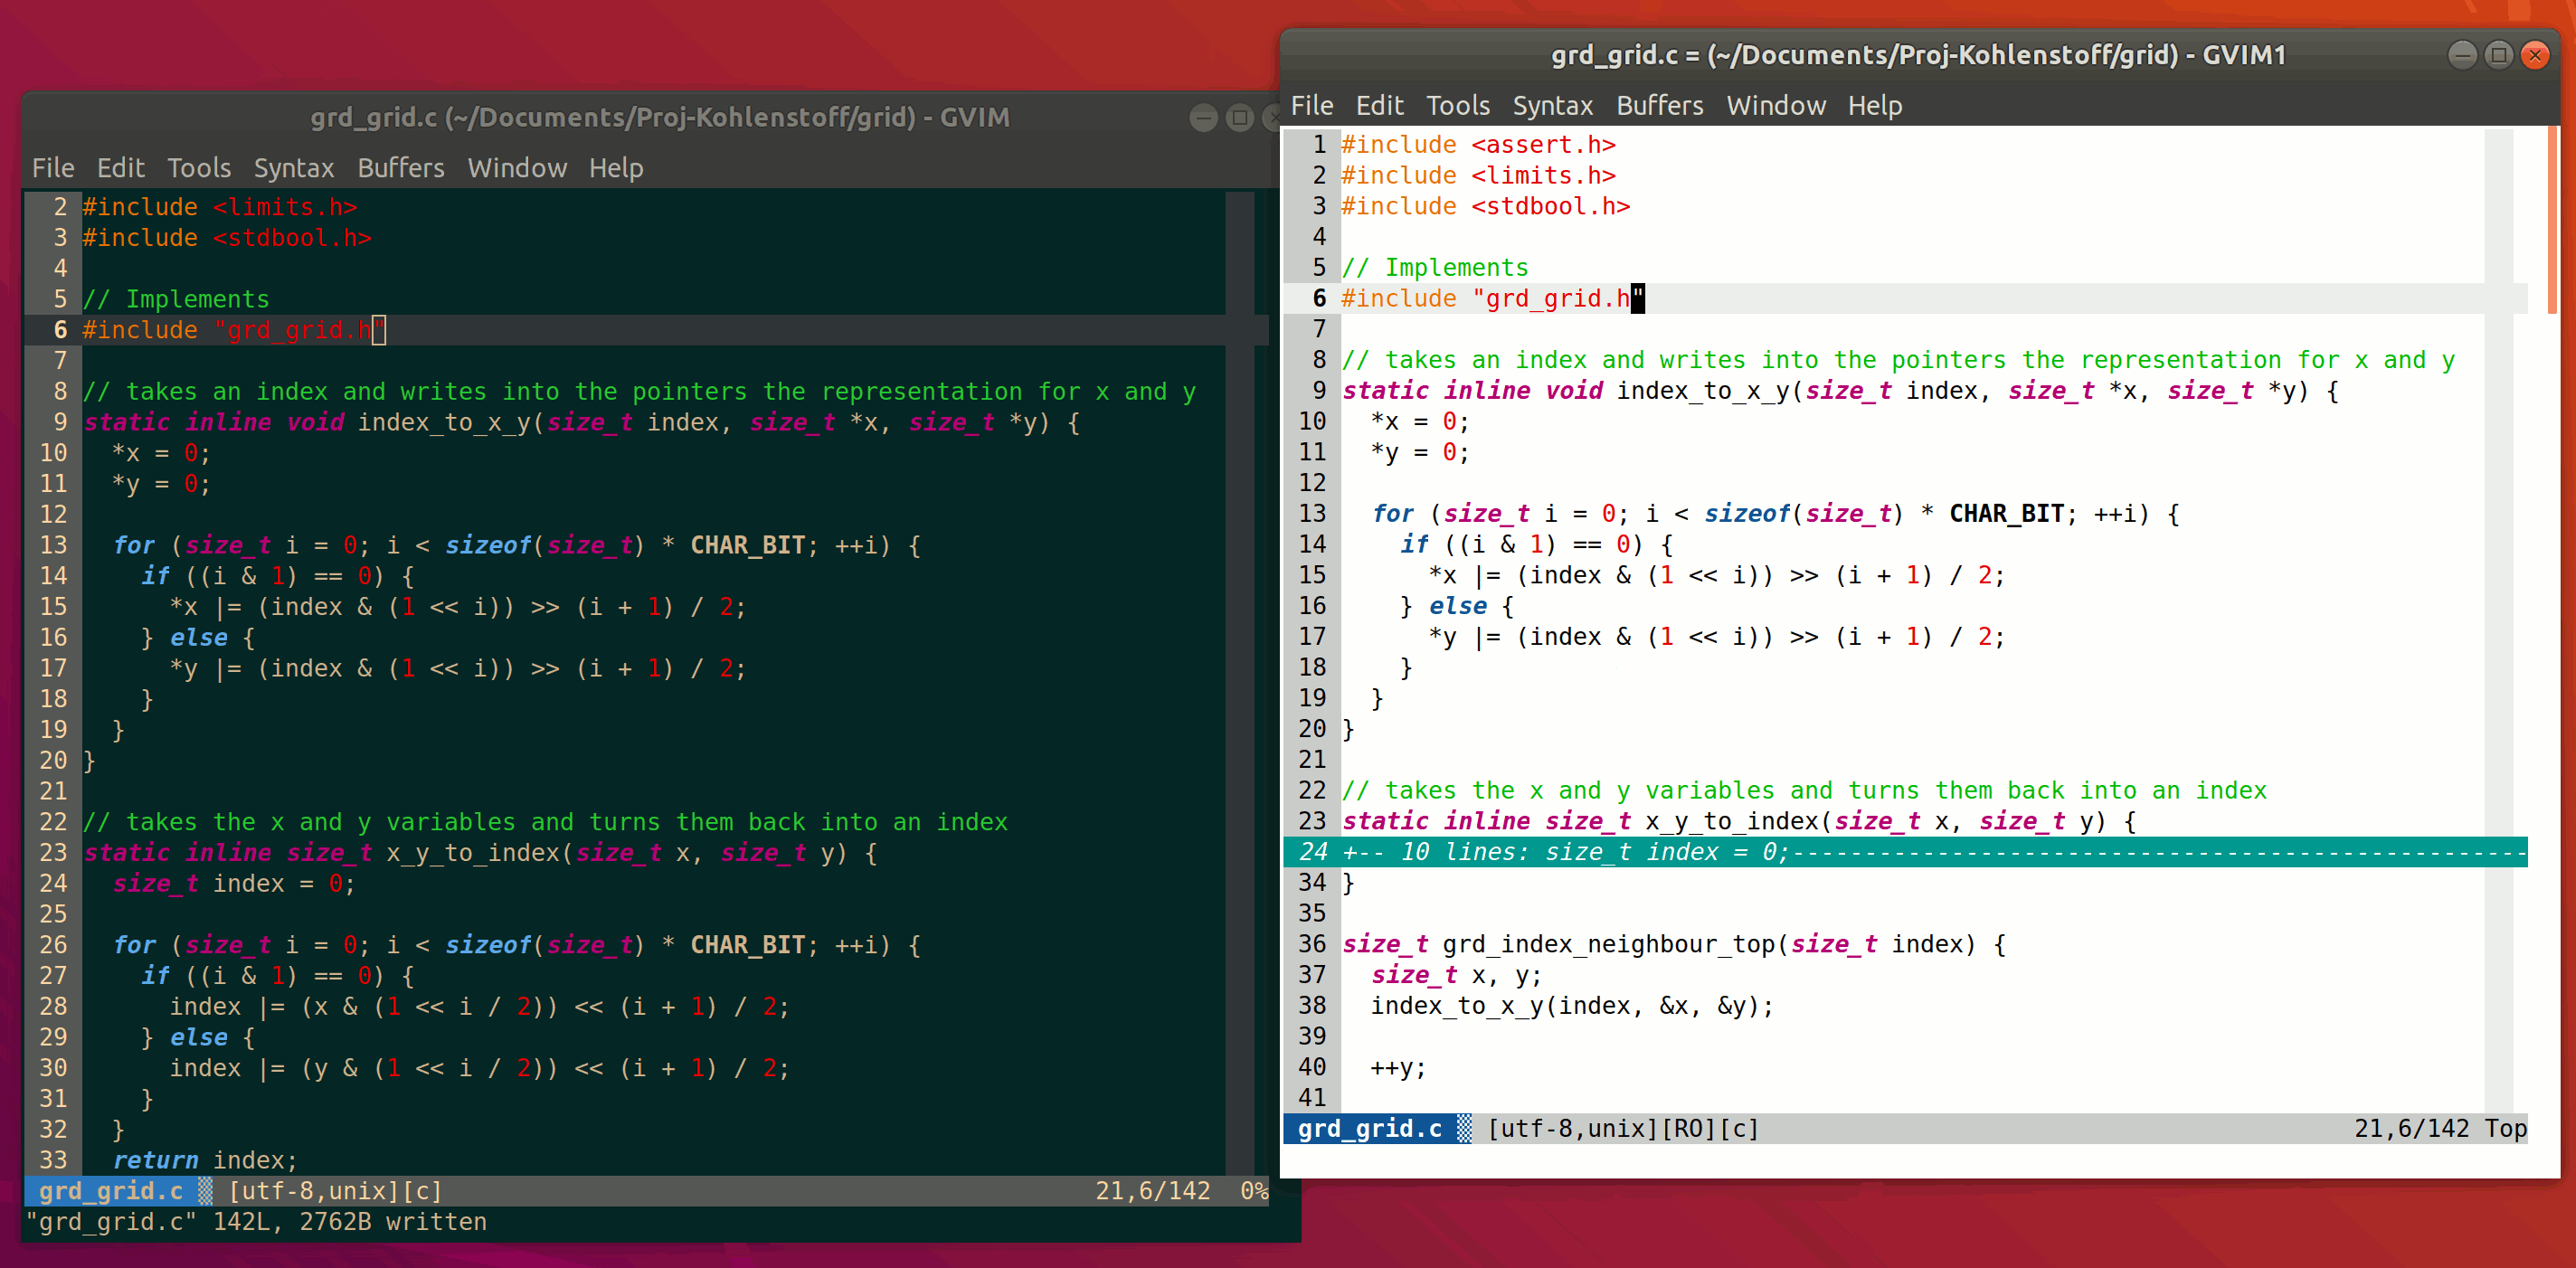 grd_grid.c (~/Documents/Proj-Kohlenstoff/grid) - GVIM
File Edit Tools Syntax Buffers Window Help
2 #include <limits.h>
3 #include <stdbool.h>
4
5 // Implements
6 #include "grd_grid.h"
7
8 // takes an index and writes into the pointers the representation for x and y
9 static inline void index_to_x_y(size_t index, size_t *x, size_t *y) {
10   *x = 0;
11   *y = 0;
12
13   for (size_t i = 0; i < sizeof(size_t) * CHAR_BIT; ++i) {
14     if ((i & 1) == 0) {
15       *x |= (index & (1 << i)) >> (i + 1) / 2;
16     } else {
17       *y |= (index & (1 << i)) >> (i + 1) / 2;
18     }
19   }
20 }
21
22 // takes the x and y variables and turns them back into an index
23 static inline size_t x_y_to_index(size_t x, size_t y) {
24   size_t index = 0;
25
26   for (size_t i = 0; i < sizeof(size_t) * CHAR_BIT; ++i) {
27     if ((i & 1) == 0) {
28       index |= (x & (1 << i / 2)) << (i + 1) / 2;
29     } else {
30       index |= (y & (1 << i / 2)) << (i + 1) / 2;
31     }
32   }
33   return index;
grd_grid.c [utf-8,unix][c] 21,6/142 0%
"grd_grid.c" 142L, 2762B written
grd_grid.c = (~/Documents/Proj-Kohlenstoff/grid) - GVIM1
File Edit Tools Syntax Buffers Window Help
1 #include <assert.h>
2 #include <limits.h>
3 #include <stdbool.h>
4
5 // Implements
6 #include "grd_grid.h"
7
8 // takes an index and writes into the pointers the representation for x and y
9 static inline void index_to_x_y(size_t index, size_t *x, size_t *y) {
10   *x = 0;
11   *y = 0;
12
13   for (size_t i = 0; i < sizeof(size_t) * CHAR_BIT; ++i) {
14     if ((i & 1) == 0) {
15       *x |= (index & (1 << i)) >> (i + 1) / 2;
16     } else {
17       *y |= (index & (1 << i)) >> (i + 1) / 2;
18     }
19   }
20 }
21
22 // takes the x and y variables and turns them back into an index
23 static inline size_t x_y_to_index(size_t x, size_t y) {
24 +-- 10 lines: size_t index = 0;---------------------------------------------------
34 }
35
36 size_t grd_index_neighbour_top(size_t index) {
37   size_t x, y;
38   index_to_x_y(index, &x, &y);
39
40   ++y;
41
grd_grid.c [utf-8,unix][RO][c] 21,6/142 Top